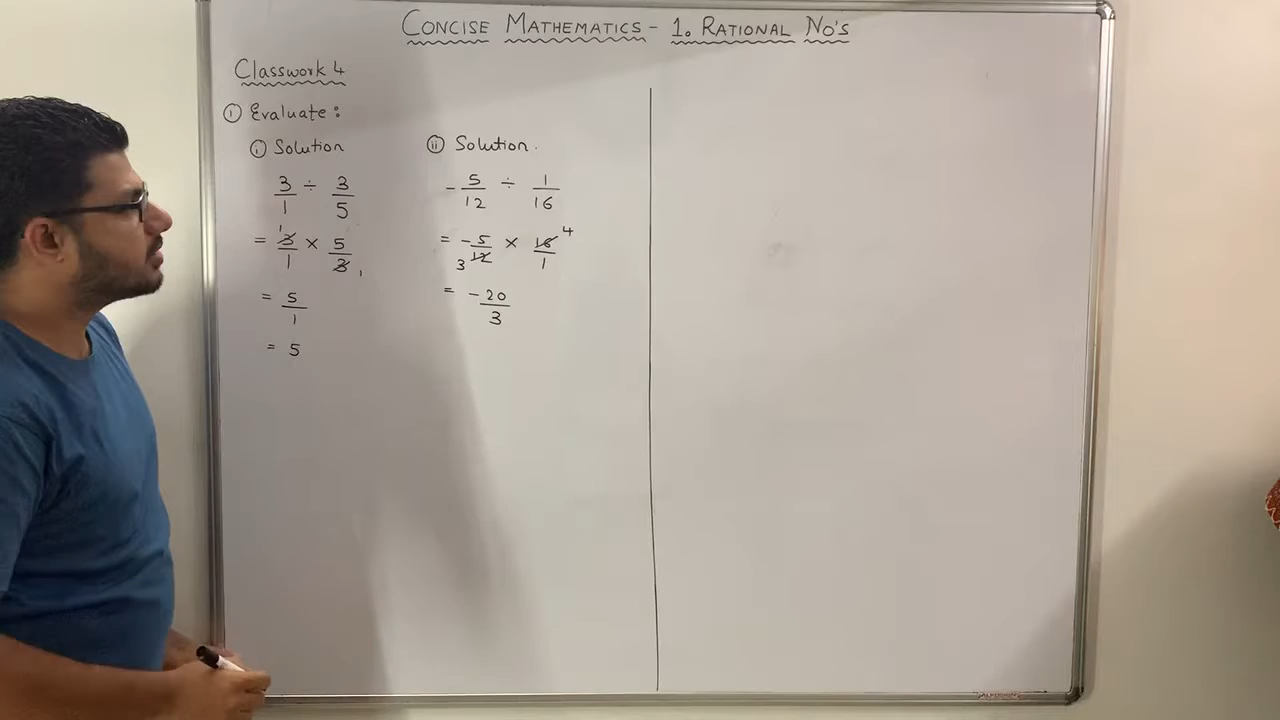 CONCISE MATHEMATICS - 1. RATIONAL NO'S
Classwork 4
① Evaluate:
ⓘ Solution
3/1 ÷ 3/5
= 3/1 × 5/3 1 1
= 5/1
= 5
ⓘⓘ Solution.
-5/12 ÷ 1/16
= -5/12 × 16/1 3 4
= -20/3